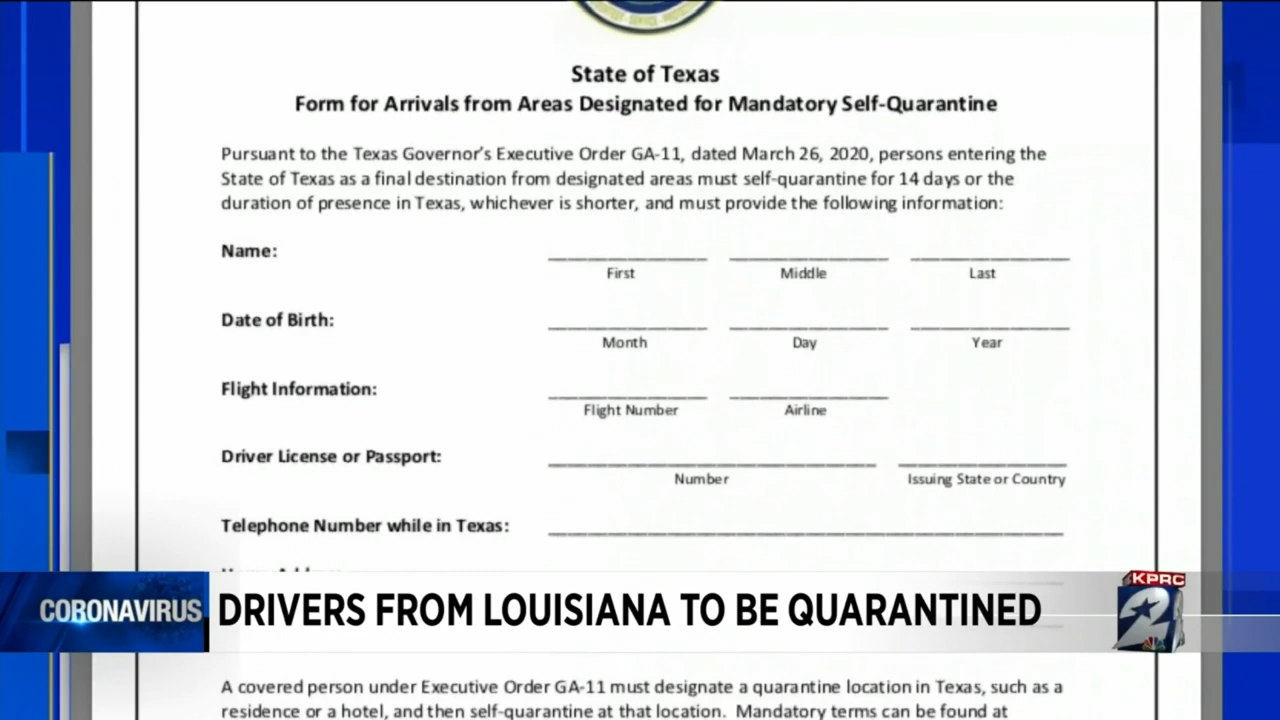 State of Texas
Form for Arrivals from Areas Designated for Mandatory Self-Quarantine
Pursuant to the Texas Governor's Executive Order GA-11, dated March 26, 2020, persons entering the
State of Texas as a final destination from designated areas must self-quarantine for 14 days or the
duration of presence in Texas, whichever is shorter, and must provide the following information:
Name:
First Middle Last
Date of Birth:
Month Day Year
Flight Information:
Flight Number Airline
Driver License or Passport:
Number Issuing State or Country
Telephone Number while in Texas:
CORONAVIRUS DRIVERS FROM LOUISIANA TO BE QUARANTINED
KPRC
2
A covered person under Executive Order GA-11 must designate a quarantine location in Texas, such as a
residence or a hotel, and then self-quarantine at that location. Mandatory terms can be found at